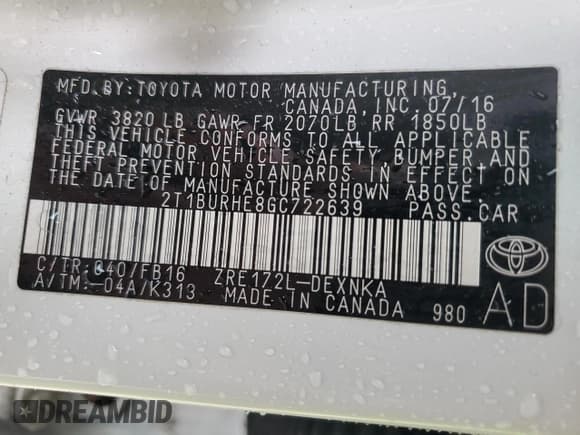 MFD. BY: TOYOTA MOTOR MANUFACTURING,
CANADA, INC. 07/16
GVWR 3820 LB GAWR FR 2070LB RR 1850LB
THIS VEHICLE CONFORMS TO ALL APPLICABLE
FEDERAL MOTOR VEHICLE SAFETY, BUMPER AND
THEFT PREVENTION STANDARDS IN EFFECT ON
THE DATE OF MANUFACTURE SHOWN ABOVE.
2T1BURHE8GC722639 PASS.CAR
C/TR: 040/FB16 ZRE172L-DEXNKA
A/TM: -04A/K313 MADE IN CANADA 980 AD
DREAMBID